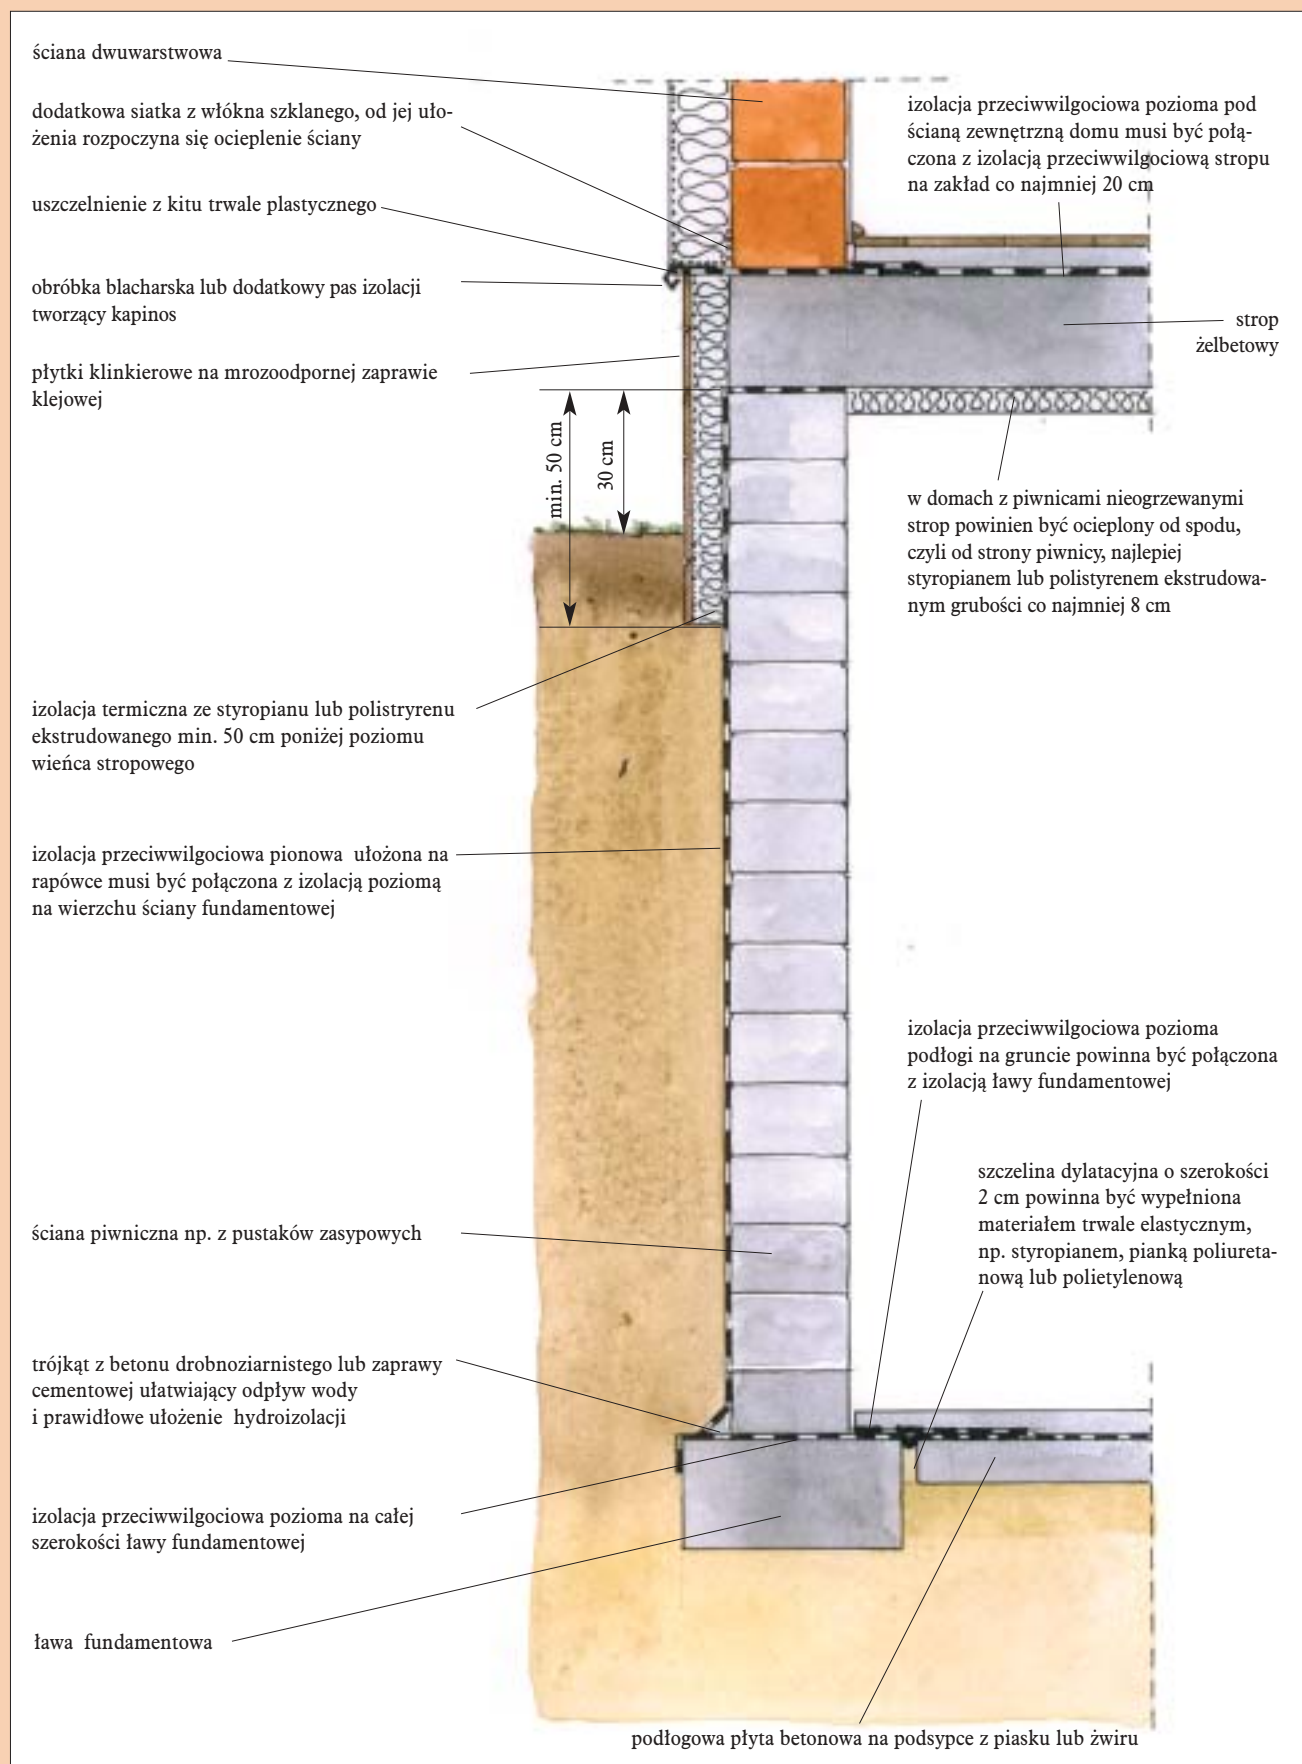 ściana dwuwarstwowa
dodatkowa siatka z włókna szklanego, od jej uło-
żenia rozpoczyna się ocieplenie ściany
uszczelnienie z kitu trwale plastycznego
obróbka blacharska lub dodatkowy pas izolacji
tworzący kapinos
płytki klinkierowe na mrozoodpornej zaprawie
klejowej
min. 50 cm
30 cm
izolacja termiczna ze styropianu lub polistryrenu
ekstrudowanego min. 50 cm poniżej poziomu
wieńca stropowego
izolacja przeciwwilgociowa pionowa ułożona na
rapówce musi być połączona z izolacją poziomą
na wierzchu ściany fundamentowej
ściana piwniczna np. z pustaków zasypowych
trójkąt z betonu drobnoziarnistego lub zaprawy
cementowej ułatwiający odpływ wody
i prawidłowe ułożenie hydroizolacji
izolacja przeciwwilgociowa pozioma na całej
szerokości ławy fundamentowej
ława fundamentowa
izolacja przeciwwilgociowa pozioma pod
ścianą zewnętrzną domu musi być połą-
czona z izolacją przeciwwilgociową stropu
na zakład co najmniej 20 cm
strop
żelbetowy
w domach z piwnicami nieogrzewanymi
strop powinien być ocieplony od spodu,
czyli od strony piwnicy, najlepiej
styropianem lub polistyrenem ekstrudowa-
nym grubości co najmniej 8 cm
izolacja przeciwwilgociowa pozioma
podłogi na gruncie powinna być połączona
z izolacją ławy fundamentowej
szczelina dylatacyjna o szerokości
2 cm powinna być wypełniona
materiałem trwale elastycznym,
np. styropianem, pianką poliureta-
nową lub polietylenową
podłogowa płyta betonowa na podsypce z piasku lub żwiru